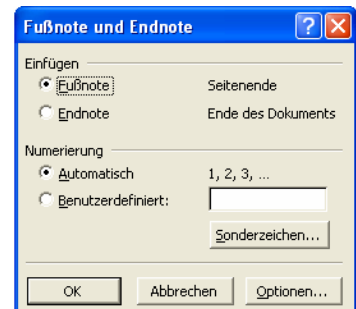 Fußnote und Endnote
Einfügen
Fußnote Seitenende
Endnote Ende des Dokuments
Numerierung
Automatisch 1, 2, 3, ...
Benutzerdefiniert:
Sonderzeichen...
OK Abbrechen Optionen...